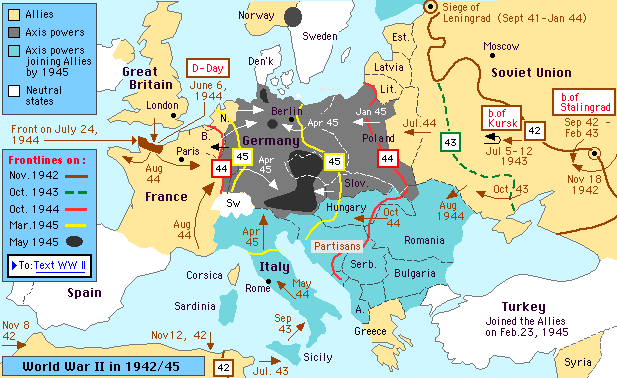 Allies
Axis powers
Axis powers
joining Allies
by 1945
Neutral
states
Norway
Sweden
Siege of
Leningrad (Sept 41-Jan 44)
Est.
Moscow
Latvia
Lit.
Soviet Union
Den'k
D-Day
June 6,
1944
Great
Britain
London
Front on July 24,
1944
Paris
Aug
44
N.
B.
Berlin
Germany
Apr 45
Jan 45
Poland
Jul.44
b.of
Kursk
Jul 5-12
1943
42
43
b.of
Stalingrad
Sep 42 -
Feb 43
Nov 18
1942
Frontlines on :
Nov. 1942
Oct. 1943
Oct. 1944
Mar. 1945
May 1945
To: Text WW II
44
45
Apr
45
45
44
Slov.
France
Sw
Hungary
Aug
44
Apr
45
Oct
44
Aug
1944
Oct.43
Partisans
Romania
Serb.
Bulgaria
Italy
Rome
May
44
Corsica
Sardinia
Spain
A.
Greece
Turkey
Joined the Allies
on Feb.23, 1945
Sep
43
Sicily
Jul. 43
Nov 8
42
Nov12, 42
42
Syria
World War II in 1942/45